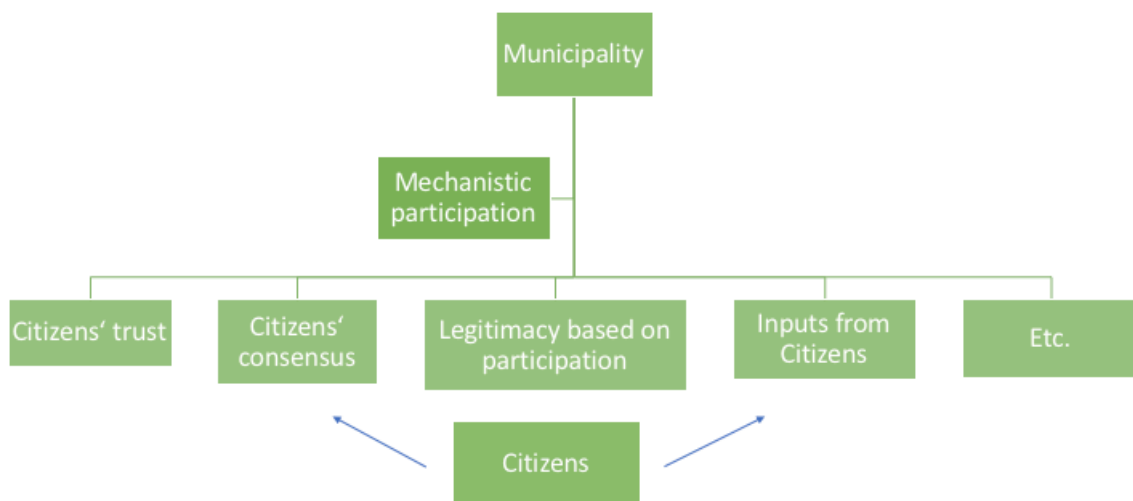 Municipality
Mechanistic
participation
Citizens‘ trust
Citizens‘
consensus
Legitimacy based on
participation
Inputs from
Citizens
Etc.
Citizens